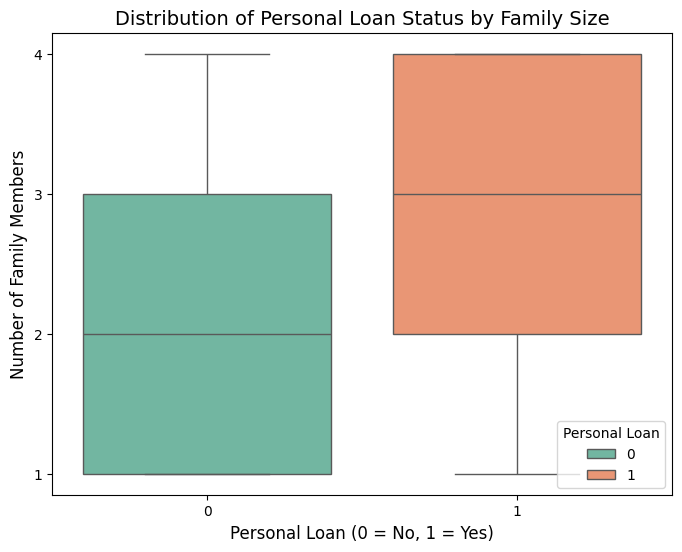 Distribution of Personal Loan Status by Family Size
Number of Family Members
4
3
2
1
0
1
Personal Loan (0 = No, 1 = Yes)
Personal Loan
0
1